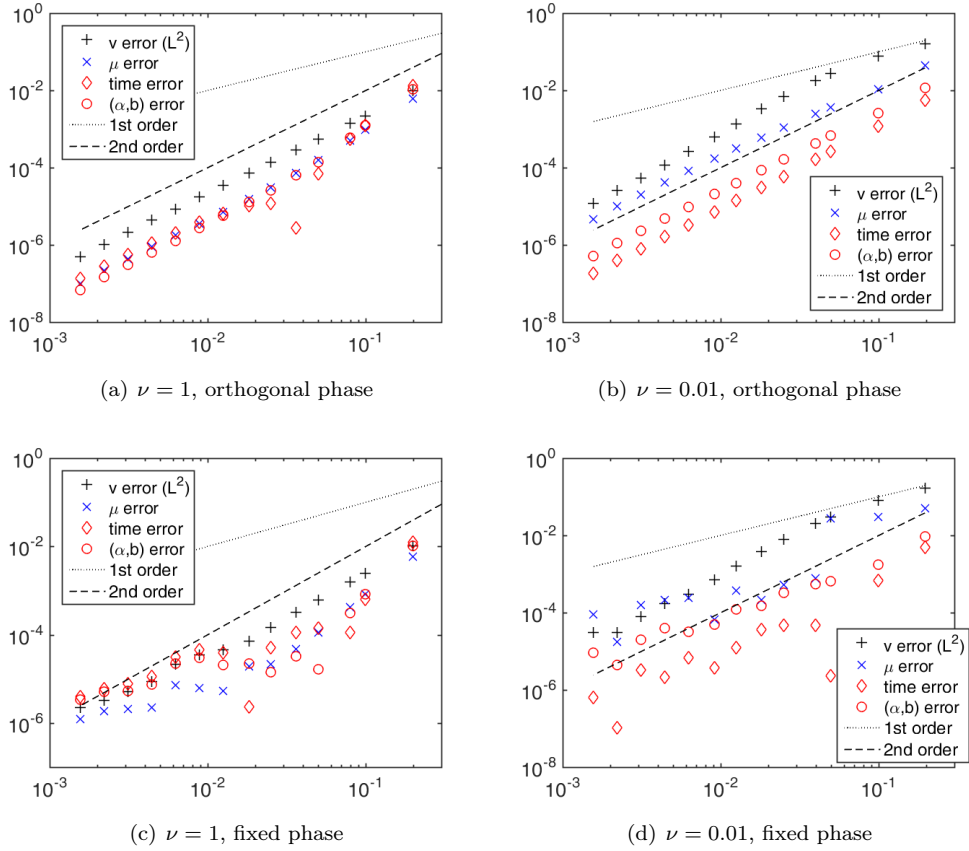 10^0
10^-2
10^-4
10^-6
10^-8
10^-3
10^-2
10^-1
v error (L^2)
μ error
time error
(α,b) error
1st order
2nd order
(a) ν = 1, orthogonal phase
10^0
10^-2
10^-4
10^-6
10^-8
10^-3
10^-2
10^-1
v error (L^2)
μ error
time error
(α,b) error
1st order
2nd order
(b) ν = 0.01, orthogonal phase
10^0
10^-2
10^-4
10^-6
10^-3
10^-2
10^-1
v error (L^2)
μ error
time error
(α,b) error
1st order
2nd order
(c) ν = 1, fixed phase
10^0
10^-2
10^-4
10^-6
10^-8
10^-3
10^-2
10^-1
v error (L^2)
μ error
time error
(α,b) error
1st order
2nd order
(d) ν = 0.01, fixed phase